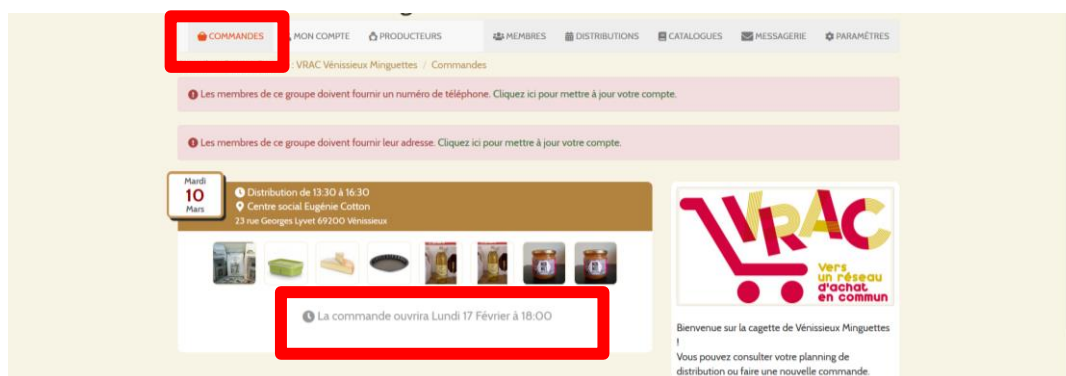 COMMANDES
MON COMPTE
PRODUCTEURS
MEMBRES
DISTRIBUTIONS
CATALOGUES
MESSAGERIE
PARAMÈTRES
: VRAC Vénissieux Minguettes / Commandes
Les membres de ce groupe doivent fournir un numéro de téléphone. Cliquez ici pour mettre à jour votre compte.
Les membres de ce groupe doivent fournir leur adresse. Cliquez ici pour mettre à jour votre compte.
Mardi
10
Mars
Distribution de 13:30 à 16:30
Centre social Eugénie Cotton
23 rue Georges Lyvet 69200 Vénissieux
La commande ouvrira Lundi 17 Février à 18:00
VRAC
Vers
un réseau
d'achat
en commun
Bienvenue sur la cagette de Vénissieux Minguettes
!
Vous pouvez consulter votre planning de
distribution ou faire une nouvelle commande.